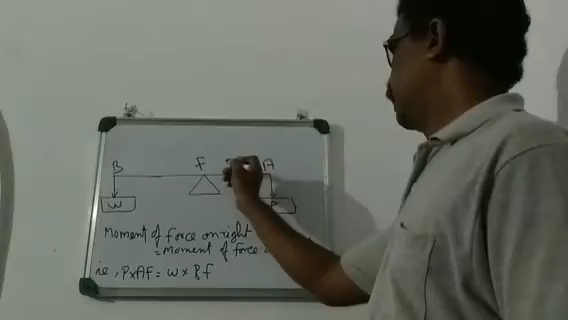 B F A
W P
Moment of force on right
= Moment of force
ie, P x AF = W x BF